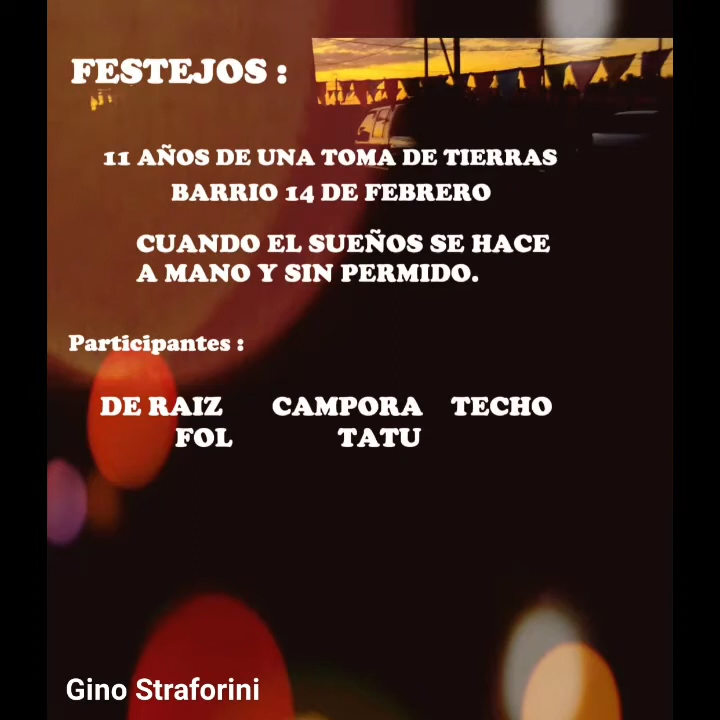 FESTEJOS :
11 AÑOS DE UNA TOMA DE TIERRAS
BARRIO 14 DE FEBRERO
CUANDO EL SUEÑOS SE HACE
A MANO Y SIN PERMIDO.
Participantes :
DE RAIZ CAMPORA TECHO
FOL TATU
Gino Straforini